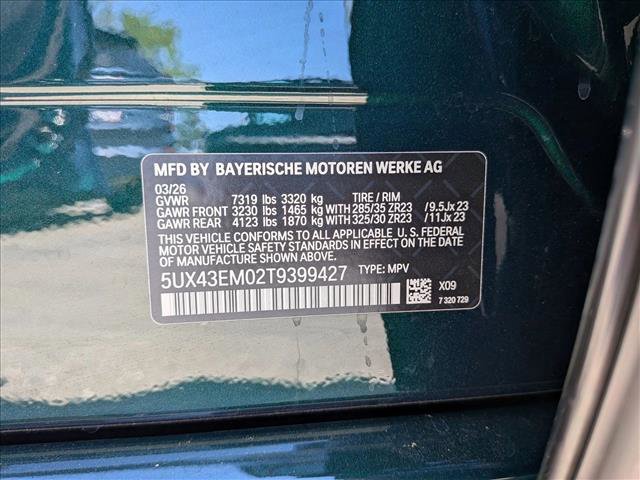 MFD BY BAYERISCHE MOTOREN WERKE AG
03/26
GVWR 7319 lbs 3320 kg TIRE / RIM
GAWR FRONT 3230 lbs 1465 kg WITH 285/35 ZR23 /9.5Jx 23
GAWR REAR 4123 lbs 1870 kg WITH 325/30 ZR23 /11Jx 23
THIS VEHICLE CONFORMS TO ALL APPLICABLE U. S. FEDERAL
MOTOR VEHICLE SAFETY STANDARDS IN EFFECT ON THE DATE
OF MANUFACTURE SHOWN ABOVE.
5UX43EM02T9399427 TYPE: MPV
X09
7 320 729